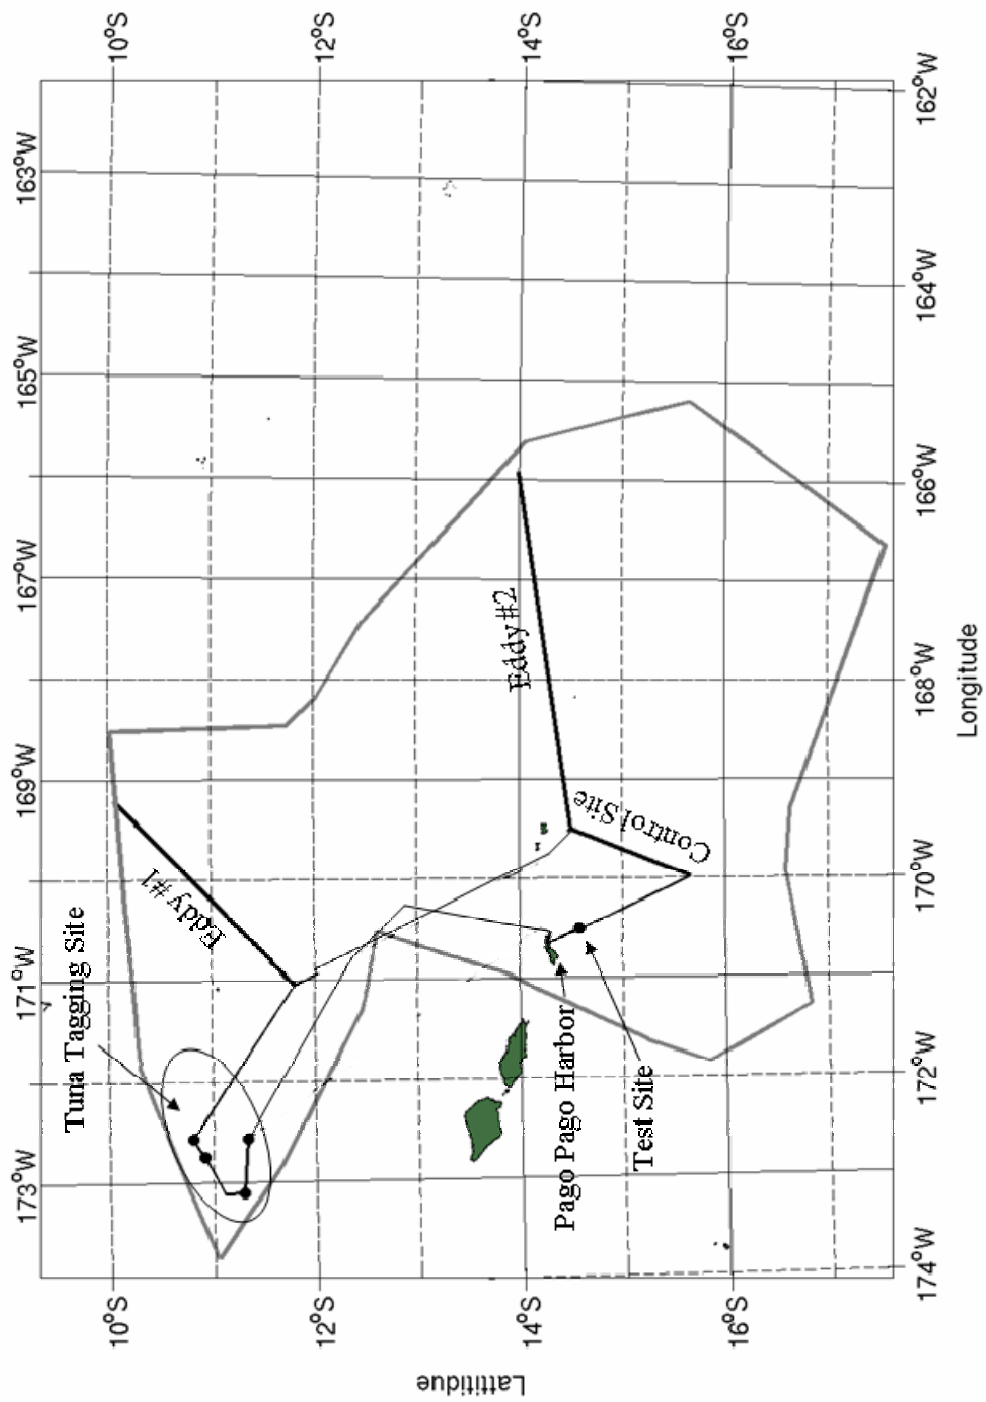 163°W
165°W
167°W
169°W
171°W
173°W
10°S
12°S
14°S
16°S
Tuna Tagging Site
Eddy #1
Eddy #2
Control Site
Pago Pago Harbor
Test Site
10°S
12°S
14°S
16°S
Lattitidue
174°W
172°W
170°W
168°W
166°W
164°W
162°W
Longitude